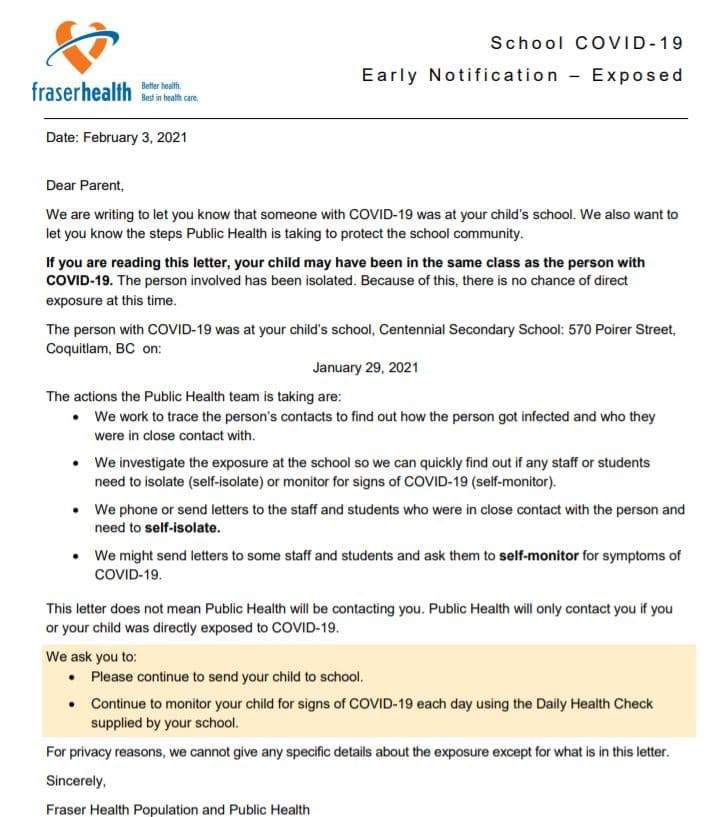 School COVID-19
Early Notification – Exposed
fraserhealth
Better health.
Best in health care.
Date: February 3, 2021
Dear Parent,
We are writing to let you know that someone with COVID-19 was at your child's school. We also want to
let you know the steps Public Health is taking to protect the school community.
If you are reading this letter, your child may have been in the same class as the person with
COVID-19. The person involved has been isolated. Because of this, there is no chance of direct
exposure at this time.
The person with COVID-19 was at your child's school, Centennial Secondary School: 570 Poirer Street,
Coquitlam, BC on:
January 29, 2021
The actions the Public Health team is taking are:
• We work to trace the person's contacts to find out how the person got infected and who they
were in close contact with.
• We investigate the exposure at the school so we can quickly find out if any staff or students
need to isolate (self-isolate) or monitor for signs of COVID-19 (self-monitor).
• We phone or send letters to the staff and students who were in close contact with the person and
need to self-isolate.
• We might send letters to some staff and students and ask them to self-monitor for symptoms of
COVID-19.
This letter does not mean Public Health will be contacting you. Public Health will only contact you if you
or your child was directly exposed to COVID-19.
We ask you to:
• Please continue to send your child to school.
• Continue to monitor your child for signs of COVID-19 each day using the Daily Health Check
supplied by your school.
For privacy reasons, we cannot give any specific details about the exposure except for what is in this letter.
Sincerely,
Fraser Health Population and Public Health